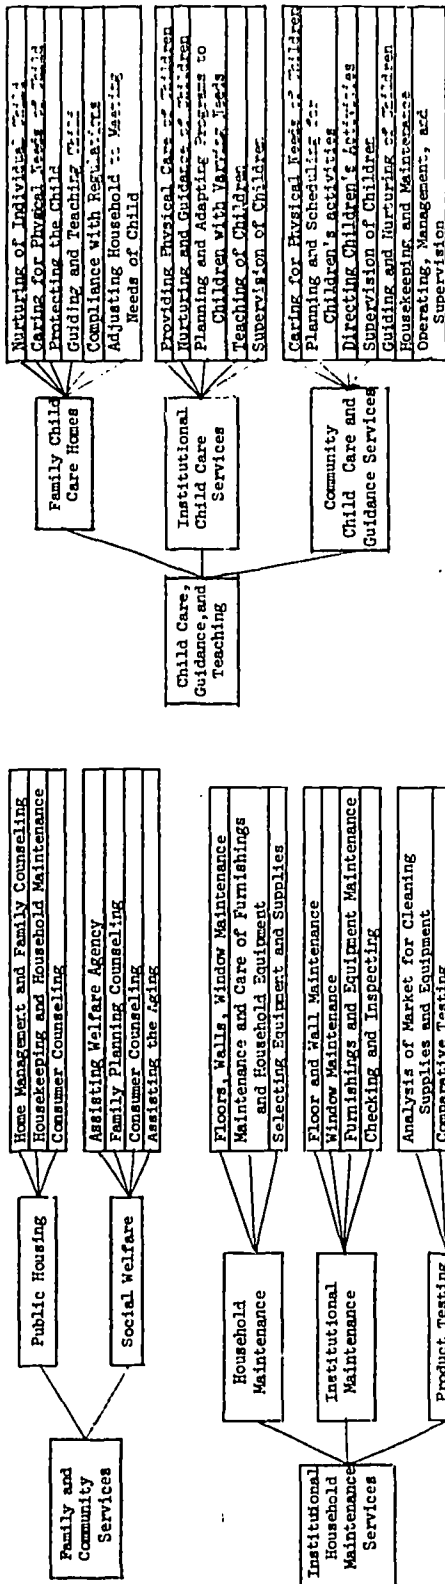 Family and
Community
Services
Public Housing
Home Management and Family Counseling
Housekeeping and Household Maintenance
Consumer Counseling
Social Welfare
Assisting Welfare Agency
Family Planning Counseling
Consumer Counseling
Assisting the Aging
Institutional
Household
Maintenance
Services
Household
Maintenance
Floors, Walls, Window Maintenance
Maintenance and Care of Furnishings
and Household Equipment
Selecting Equipment and Supplies
Institutional
Maintenance
Floor and Wall Maintenance
Window Maintenance
Furnishings and Equipment Maintenance
Checking and Inspecting
Product Testing
Analysis of Market for Cleaning
Supplies and Equipment
Comparative Testing
Child Care,
Guidance, and
Teaching
Family Child
Care Homes
Nurturing of Individual Child
Caring for Physical Needs of Child
Protecting the Child
Guiding and Teaching Child
Compliance with Regulations
Adjusting Household to Meeting
Needs of Child
Institutional
Child Care
Services
Providing Physical Care of Children
Nurturing and Guidance of Children
Planning and Adapting Programs to
Children with Varying Needs
Teaching of Children
Supervision of Children
Community
Child Care and
Guidance Services
Caring for Physical Needs of Children
Planning and Scheduling for
Children's activities
Directing Children's Activities
Supervision of Children
Guiding and Nurturing of Children
Housekeeping and Maintenance
Operating, Management, and
Supervision